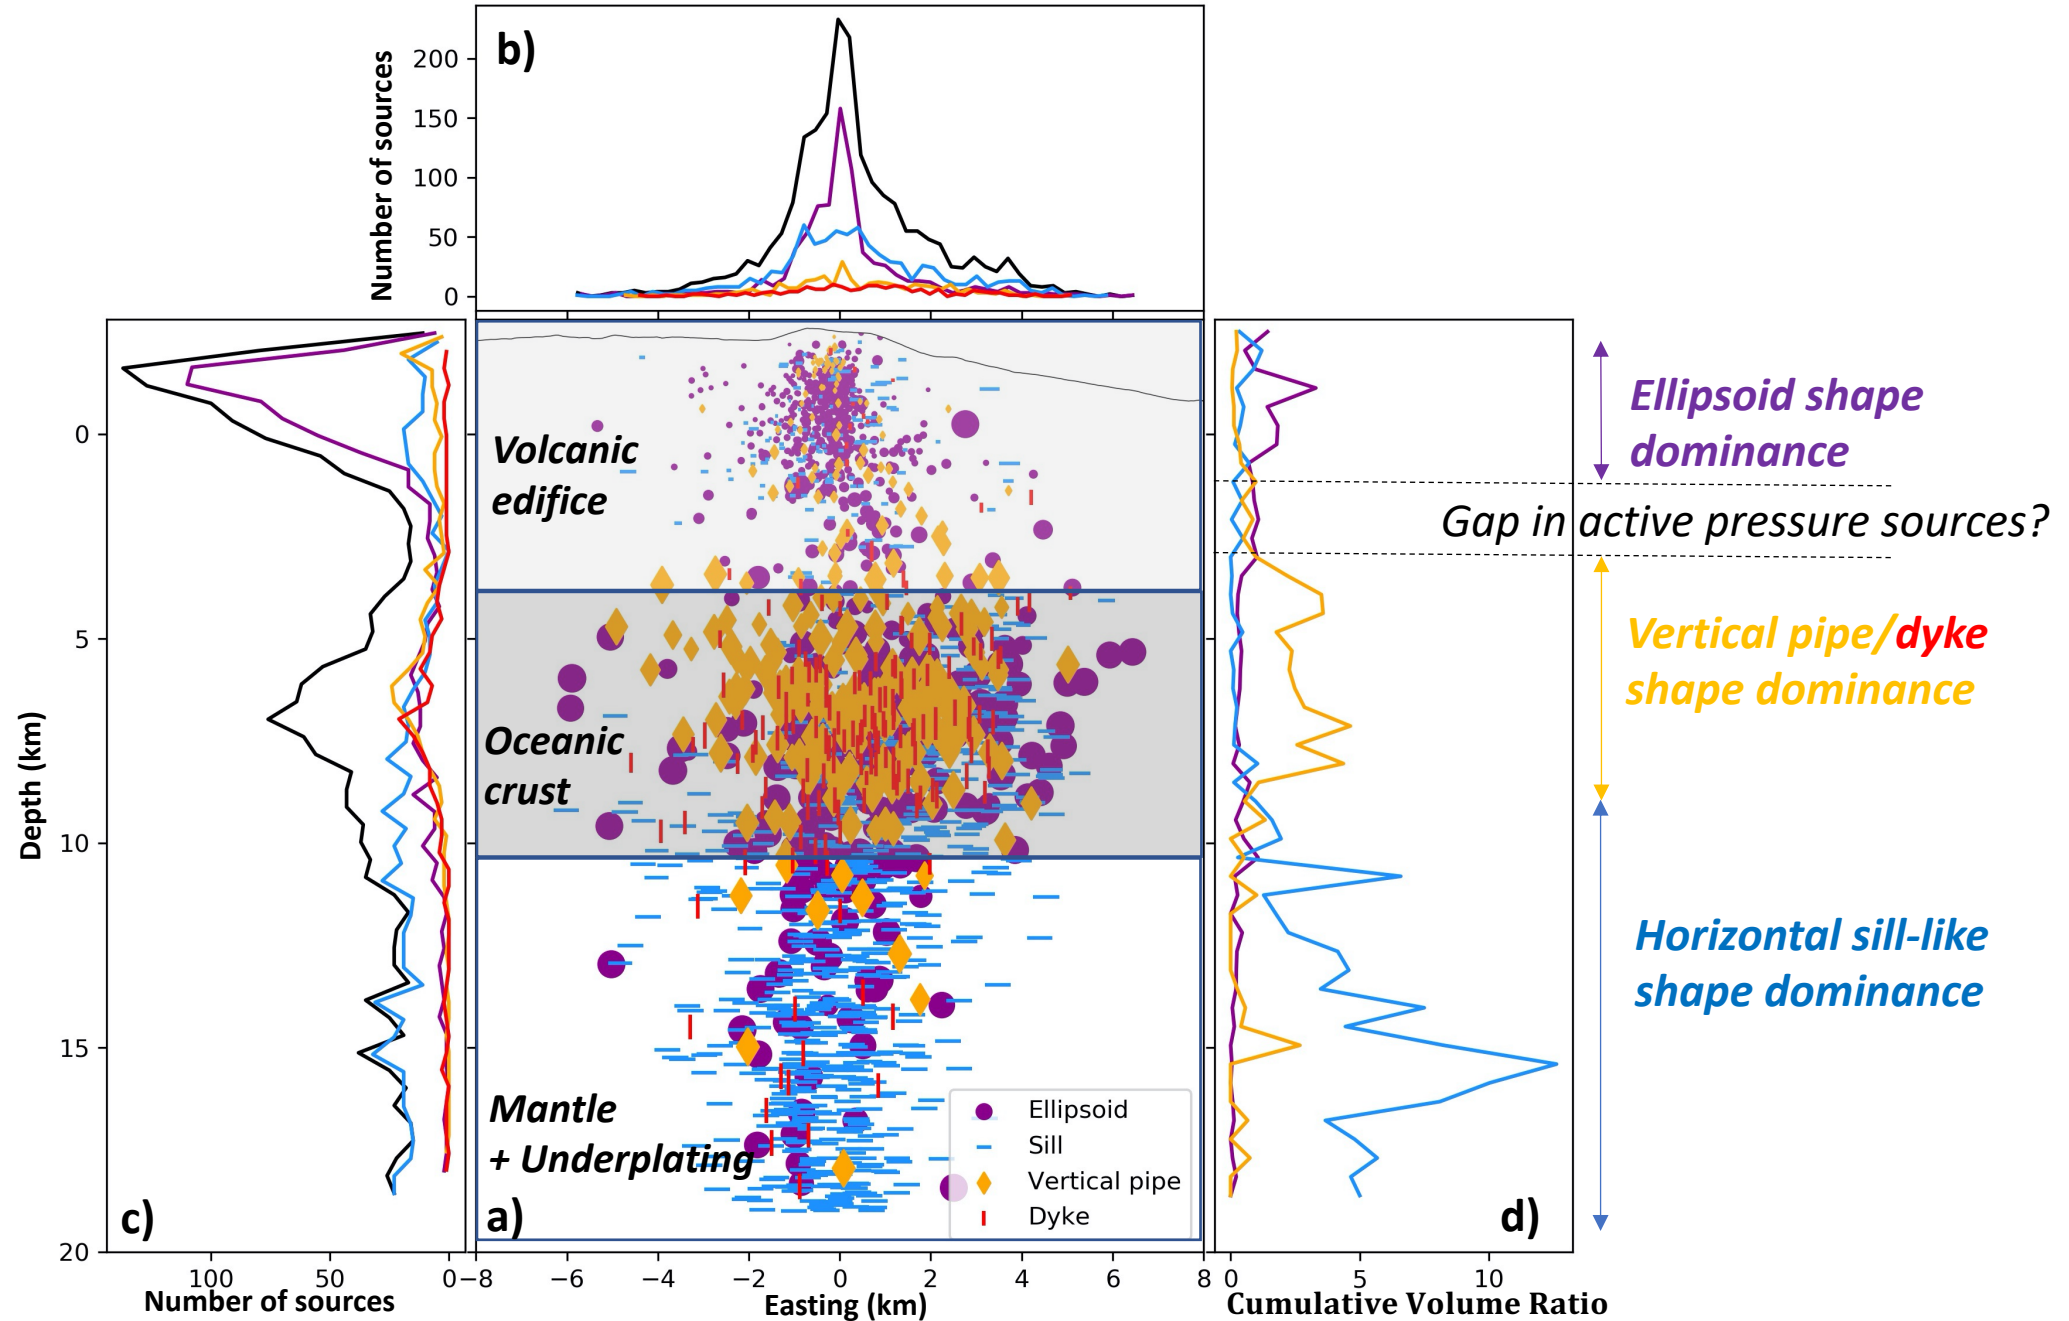 b)
Number of sources
200
150
100
50
0
Volcanic
edifice
Oceanic
crust
Mantle
+ Underplating
a)
Ellipsoid
Sill
Vertical pipe
Dyke
−8
−6
−4
−2
0
2
4
6
8
Easting (km)
Depth (km)
0
5
10
15
20
c)
100
50
0
Number of sources
d)
0
5
10
Cumulative Volume Ratio
Ellipsoid shape
dominance
Gap in active pressure sources?
Vertical pipe/dyke
shape dominance
Horizontal sill-like
shape dominance